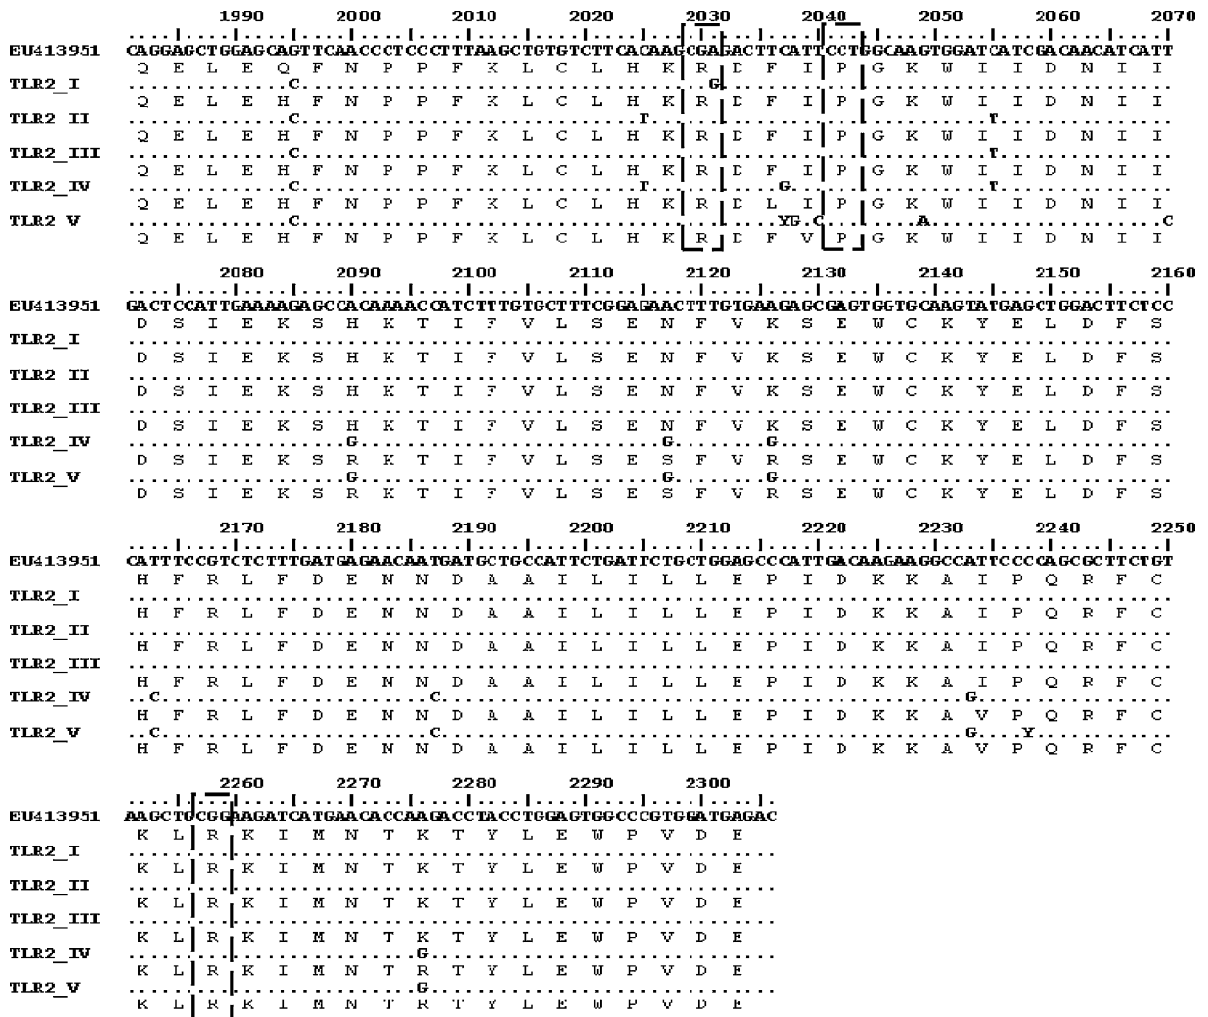 1990 2000 2010 2020 2030 2040 2050 2060 2070
EU413951 CAGGAGCTGGAGCAGTTCAACCCTCCCTTTAAGCTGTGTCTTCACAAGCGAGACTTCATTCCTGGCAAGTGGATCATCGACAACATCATT
Q E L E Q F N P P F K L C L H K R D F I P G K W I I D N I I
TLR2_I C G
Q E L E H F N P P F K L C L H K R D F I P G K W I I D N I I
TLR2_II C T T
Q E L E H F N P P F K L C L H K R D F I P G K W I I D N I I
TLR2_III C T
Q E L E H F N P P F K L C L H K R D F I P G K W I I D N I I
TLR2_IV C T G T
Q E L E H F N P P F K L C L H K R D L I P G K W I I D N I I
TLR2_V C YG C A C
Q E L E H F N P P F K L C L H K R D F V P G K W I I D N I I
2080 2090 2100 2110 2120 2130 2140 2150 2160
EU413951 GACTCCATTGAAAAGAGCCACAAAACCATCTTTGTGCTTTCGGAGAACTTTGTGAAGAGCGAGTGGTGCAAGTATGAGCTGGACTTCTCC
D S I E K S H K T I F V L S E N F V K S E W C K Y E L D F S
TLR2_I
D S I E K S H K T I F V L S E N F V K S E W C K Y E L D F S
TLR2_II
D S I E K S H K T I F V L S E N F V K S E W C K Y E L D F S
TLR2_III
D S I E K S H K T I F V L S E N F V K S E W C K Y E L D F S
TLR2_IV G G G
D S I E K S R K T I F V L S E S F V R S E W C K Y E L D F S
TLR2_V G G G
D S I E K S R K T I F V L S E S F V R S E W C K Y E L D F S
2170 2180 2190 2200 2210 2220 2230 2240 2250
EU413951 CATTTCCGTCTCTTTGATGAGAACAATGATGCTGCCATTCTGATTCTGCTGGAGCCCATTGACAAGAAGGCCATTCCCCAGCGCTTCTGT
H F R L F D E N N D A A I L I L L E P I D K K A I P Q R F C
TLR2_I
H F R L F D E N N D A A I L I L L E P I D K K A I P Q R F C
TLR2_II
H F R L F D E N N D A A I L I L L E P I D K K A I P Q R F C
TLR2_III
H F R L F D E N N D A A I L I L L E P I D K K A I P Q R F C
TLR2_IV C C G
H F R L F D E N N D A A I L I L L E P I D K K A V P Q R F C
TLR2_V C C G Y
H F R L F D E N N D A A I L I L L E P I D K K A V P Q R F C
2260 2270 2280 2290 2300
EU413951 AAGCTGCGGAAGATCATGAACACCAAGACCTACCTGGAGTGGCCCGTGGATGAGAC
K L R K I M N T K T Y L E W P V D E
TLR2_I
K L R K I M N T K T Y L E W P V D E
TLR2_II
K L R K I M N T K T Y L E W P V D E
TLR2_III
K L R K I M N T K T Y L E W P V D E
TLR2_IV G
K L R K I M N T R T Y L E W P V D E
TLR2_V G
K L R K I M N T R T Y L E W P V D E